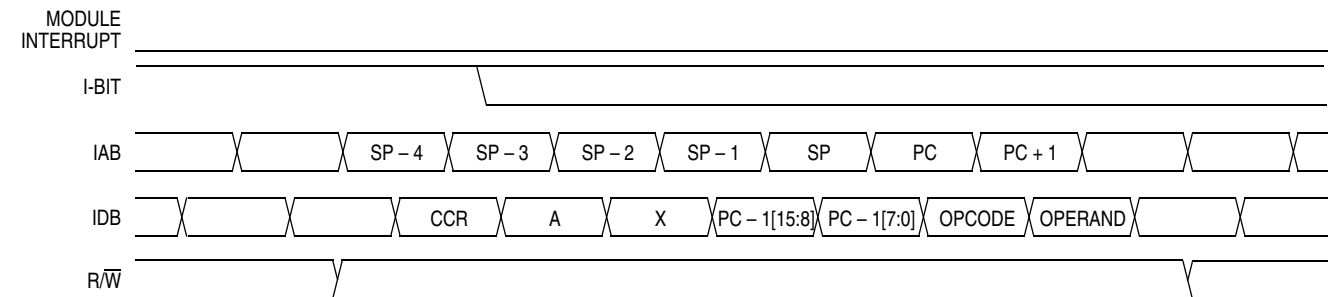 MODULE
INTERRUPT
I-BIT
IAB SP – 4 SP – 3 SP – 2 SP – 1 SP PC PC + 1
IDB CCR A X PC – 1[15:8] PC – 1[7:0] OPCODE OPERAND
R/W̅